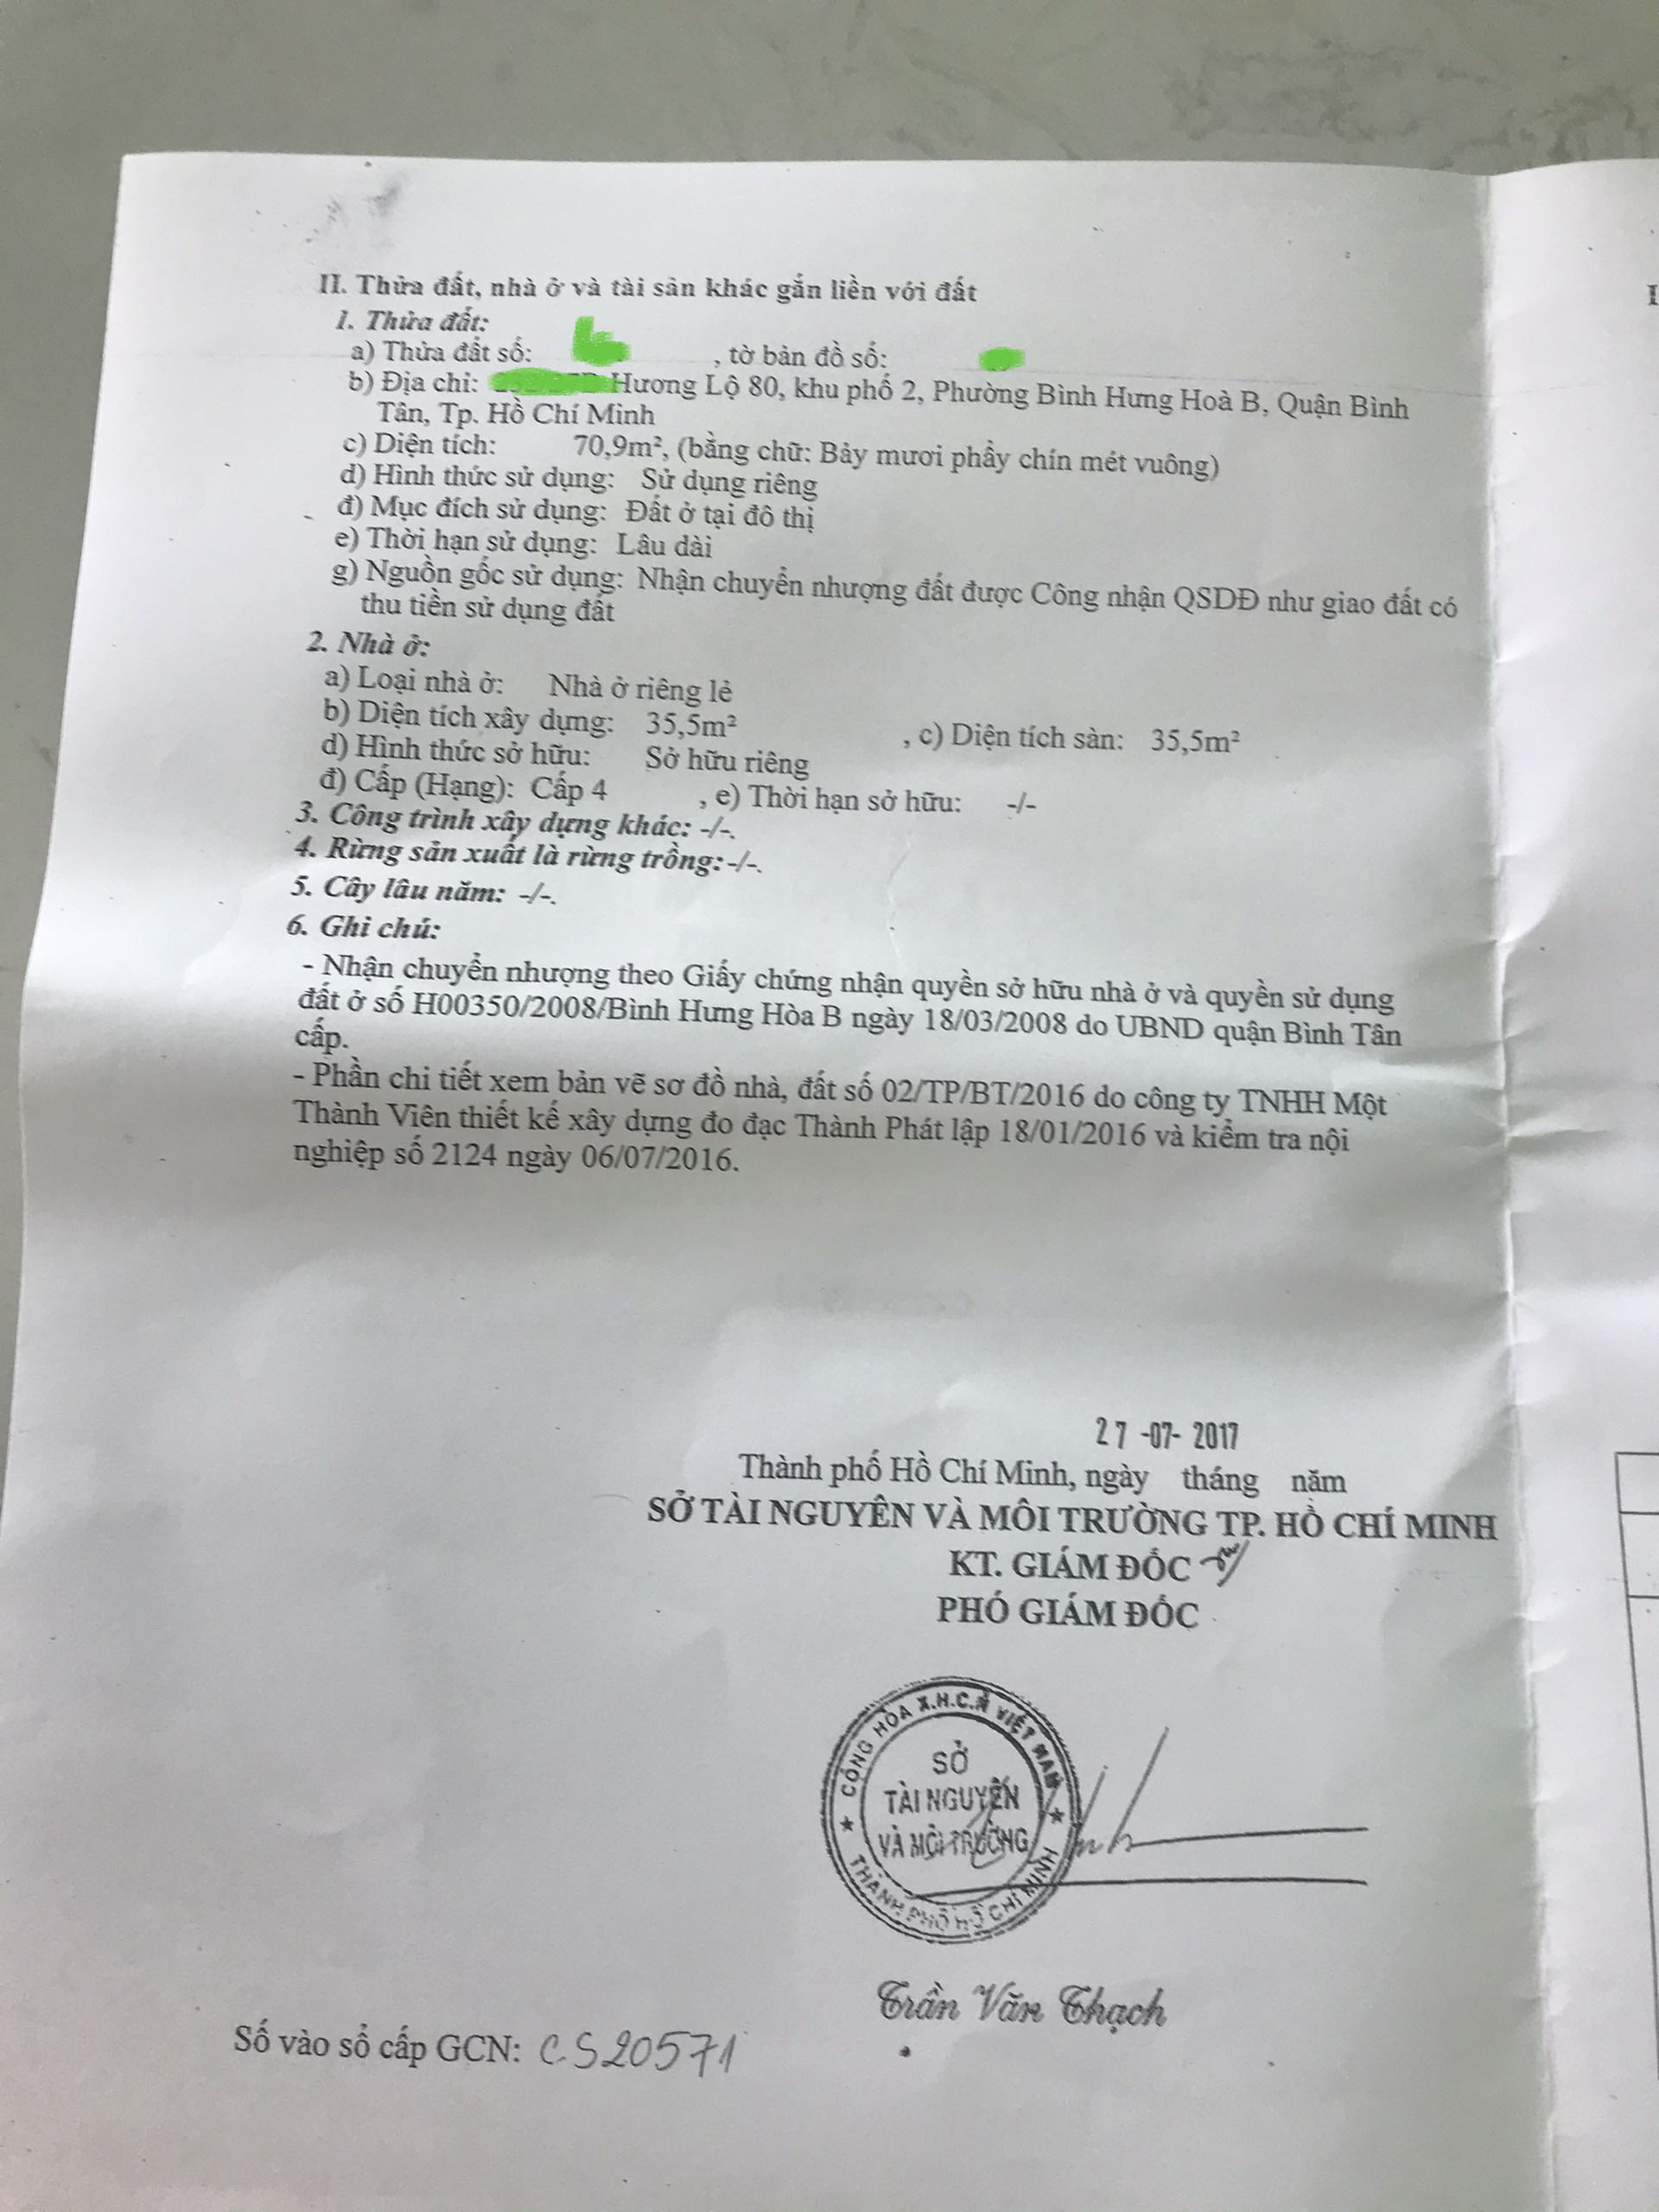 II. Thửa đất, nhà ở và tài sản khác gắn liền với đất
1. Thửa đất:
a) Thửa đất số: , tờ bản đồ số:
b) Địa chỉ: Hương Lộ 80, khu phố 2, Phường Bình Hưng Hoà B, Quận Bình
Tân, Tp. Hồ Chí Minh
c) Diện tích: 70,9m², (bằng chữ: Bảy mươi phẩy chín mét vuông)
d) Hình thức sử dụng: Sử dụng riêng
đ) Mục đích sử dụng: Đất ở tại đô thị
e) Thời hạn sử dụng: Lâu dài
g) Nguồn gốc sử dụng: Nhận chuyển nhượng đất được Công nhận QSDĐ như giao đất có
thu tiền sử dụng đất
2. Nhà ở:
a) Loại nhà ở: Nhà ở riêng lẻ
b) Diện tích xây dựng: 35,5m² , c) Diện tích sàn: 35,5m²
d) Hình thức sở hữu: Sở hữu riêng
đ) Cấp (Hạng): Cấp 4 , e) Thời hạn sở hữu: -/-
3. Công trình xây dựng khác: -/-.
4. Rừng sản xuất là rừng trồng:-/-.
5. Cây lâu năm: -/-.
6. Ghi chú:
- Nhận chuyển nhượng theo Giấy chứng nhận quyền sở hữu nhà ở và quyền sử dụng
đất ở số H00350/2008/Bình Hưng Hòa B ngày 18/03/2008 do UBND quận Bình Tân
cấp.
- Phần chi tiết xem bản vẽ sơ đồ nhà, đất số 02/TP/BT/2016 do công ty TNHH Một
Thành Viên thiết kế xây dựng đo đạc Thành Phát lập 18/01/2016 và kiểm tra nội
nghiệp số 2124 ngày 06/07/2016.
27 -07- 2017
Thành phố Hồ Chí Minh, ngày tháng năm
SỞ TÀI NGUYÊN VÀ MÔI TRƯỜNG TP. HỒ CHÍ MINH
KT. GIÁM ĐỐC
PHÓ GIÁM ĐỐC
CỘNG HÒA X.H.C.N VIỆT NAM
SỞ
TÀI NGUYÊN
VÀ MÔI TRƯỜNG
THÀNH PHỐ HỒ CHÍ MINH
Trần Văn Thạch
Số vào sổ cấp GCN: CS20571